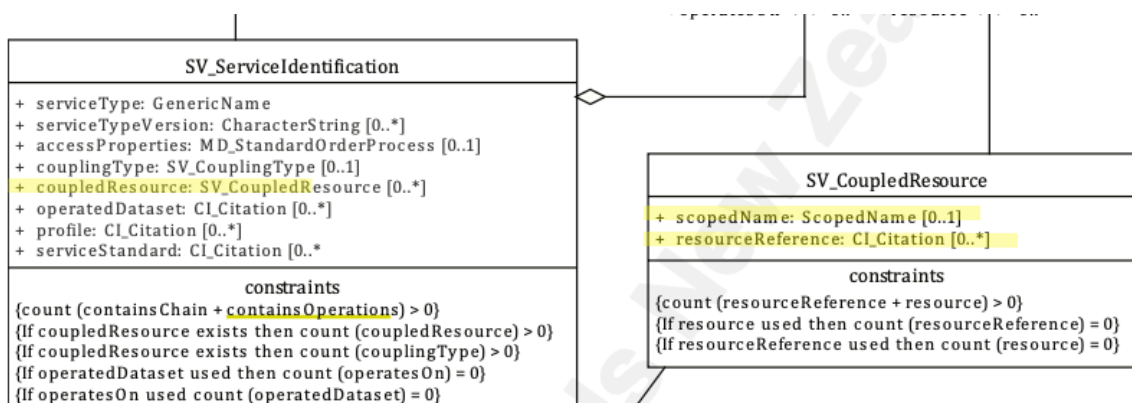 SV_ServiceIdentification
+ serviceType: GenericName
+ serviceTypeVersion: CharacterString [0..*]
+ accessProperties: MD_StandardOrderProcess [0..1]
+ couplingType: SV_CouplingType [0..1]
+ coupledResource: SV_CoupledResource [0..*]
+ operatedDataset: CI_Citation [0..*]
+ profile: CI_Citation [0..*]
+ serviceStandard: CI_Citation [0..*
constraints
{count (containsChain + containsOperations) > 0}
{If coupledResource exists then count (coupledResource) > 0}
{If coupledResource exists then count (couplingType) > 0}
{If operatedDataset used then count (operatesOn) = 0}
{If operatesOn used count (operatedDataset) = 0}
SV_CoupledResource
+ scopedName: ScopedName [0..1]
+ resourceReference: CI_Citation [0..*]
constraints
{count (resourceReference + resource) > 0}
{If resource used then count (resourceReference) = 0}
{If resourceReference used then count (resource) = 0}
ds New Zea